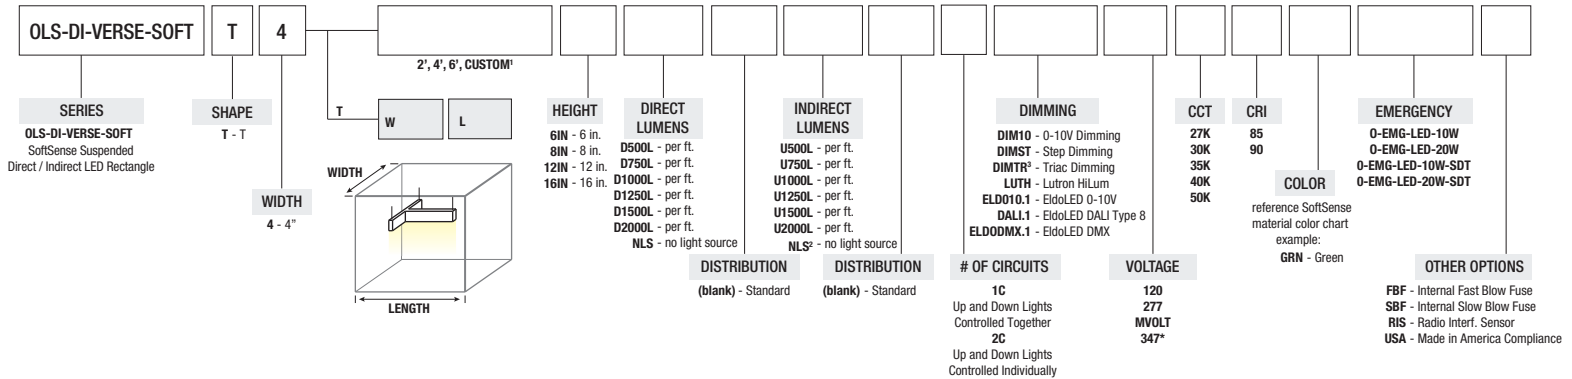 OLS-DI-VERSE-SOFT T 4
2', 4', 6', CUSTOM¹
SERIES
OLS-DI-VERSE-SOFT
SoftSense Suspended
Direct / Indirect LED Rectangle
SHAPE
T - T
WIDTH
4 - 4”
T
W
L
WIDTH
LENGTH
HEIGHT
6IN - 6 in.
8IN - 8 in.
12IN - 12 in.
16IN - 16 in.
DIRECT
LUMENS
D500L - per ft.
D750L - per ft.
D1000L - per ft.
D1250L - per ft.
D1500L - per ft.
D2000L - per ft.
NLS - no light source
DISTRIBUTION
(blank) - Standard
INDIRECT
LUMENS
U500L - per ft.
U750L - per ft.
U1000L - per ft.
U1250L - per ft.
U1500L - per ft.
U2000L - per ft.
NLS² - no light source
DISTRIBUTION
(blank) - Standard
# OF CIRCUITS
1C
Up and Down Lights
Controlled Together
2C
Up and Down Lights
Controlled Individually
DIMMING
DIM10 - 0-10V Dimming
DIMST - Step Dimming
DIMTR³ - Triac Dimming
LUTH - Lutron HiLum
ELD010.1 - EldoLED 0-10V
DALI.1 - EldoLED DALI Type 8
ELDODMX.1 - EldoLED DMX
VOLTAGE
120
277
MVOLT
347*
CCT
27K
30K
35K
40K
50K
CRI
85
90
COLOR
reference SoftSense
material color chart
example:
GRN - Green
EMERGENCY
0-EMG-LED-10W
0-EMG-LED-20W
0-EMG-LED-10W-SDT
0-EMG-LED-20W-SDT
OTHER OPTIONS
FBF - Internal Fast Blow Fuse
SBF - Internal Slow Blow Fuse
RIS - Radio Interf. Sensor
USA - Made in America Compliance